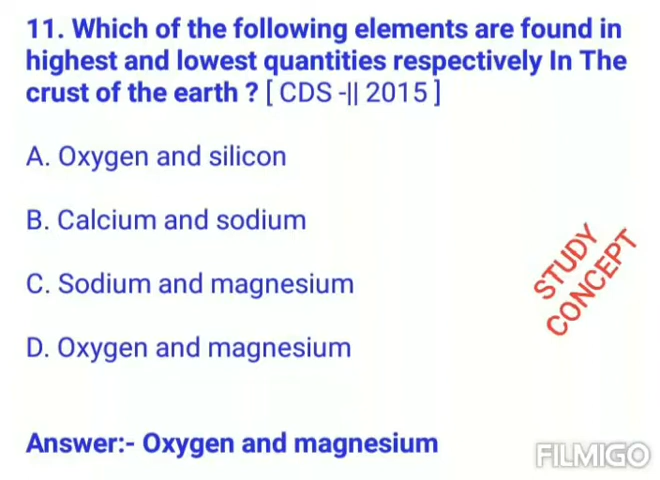 11. Which of the following elements are found in
highest and lowest quantities respectively In The
crust of the earth ? [ CDS -|| 2015 ]
A. Oxygen and silicon
B. Calcium and sodium
C. Sodium and magnesium
D. Oxygen and magnesium
STUDY
CONCEPT
Answer:- Oxygen and magnesium
FILMIGO